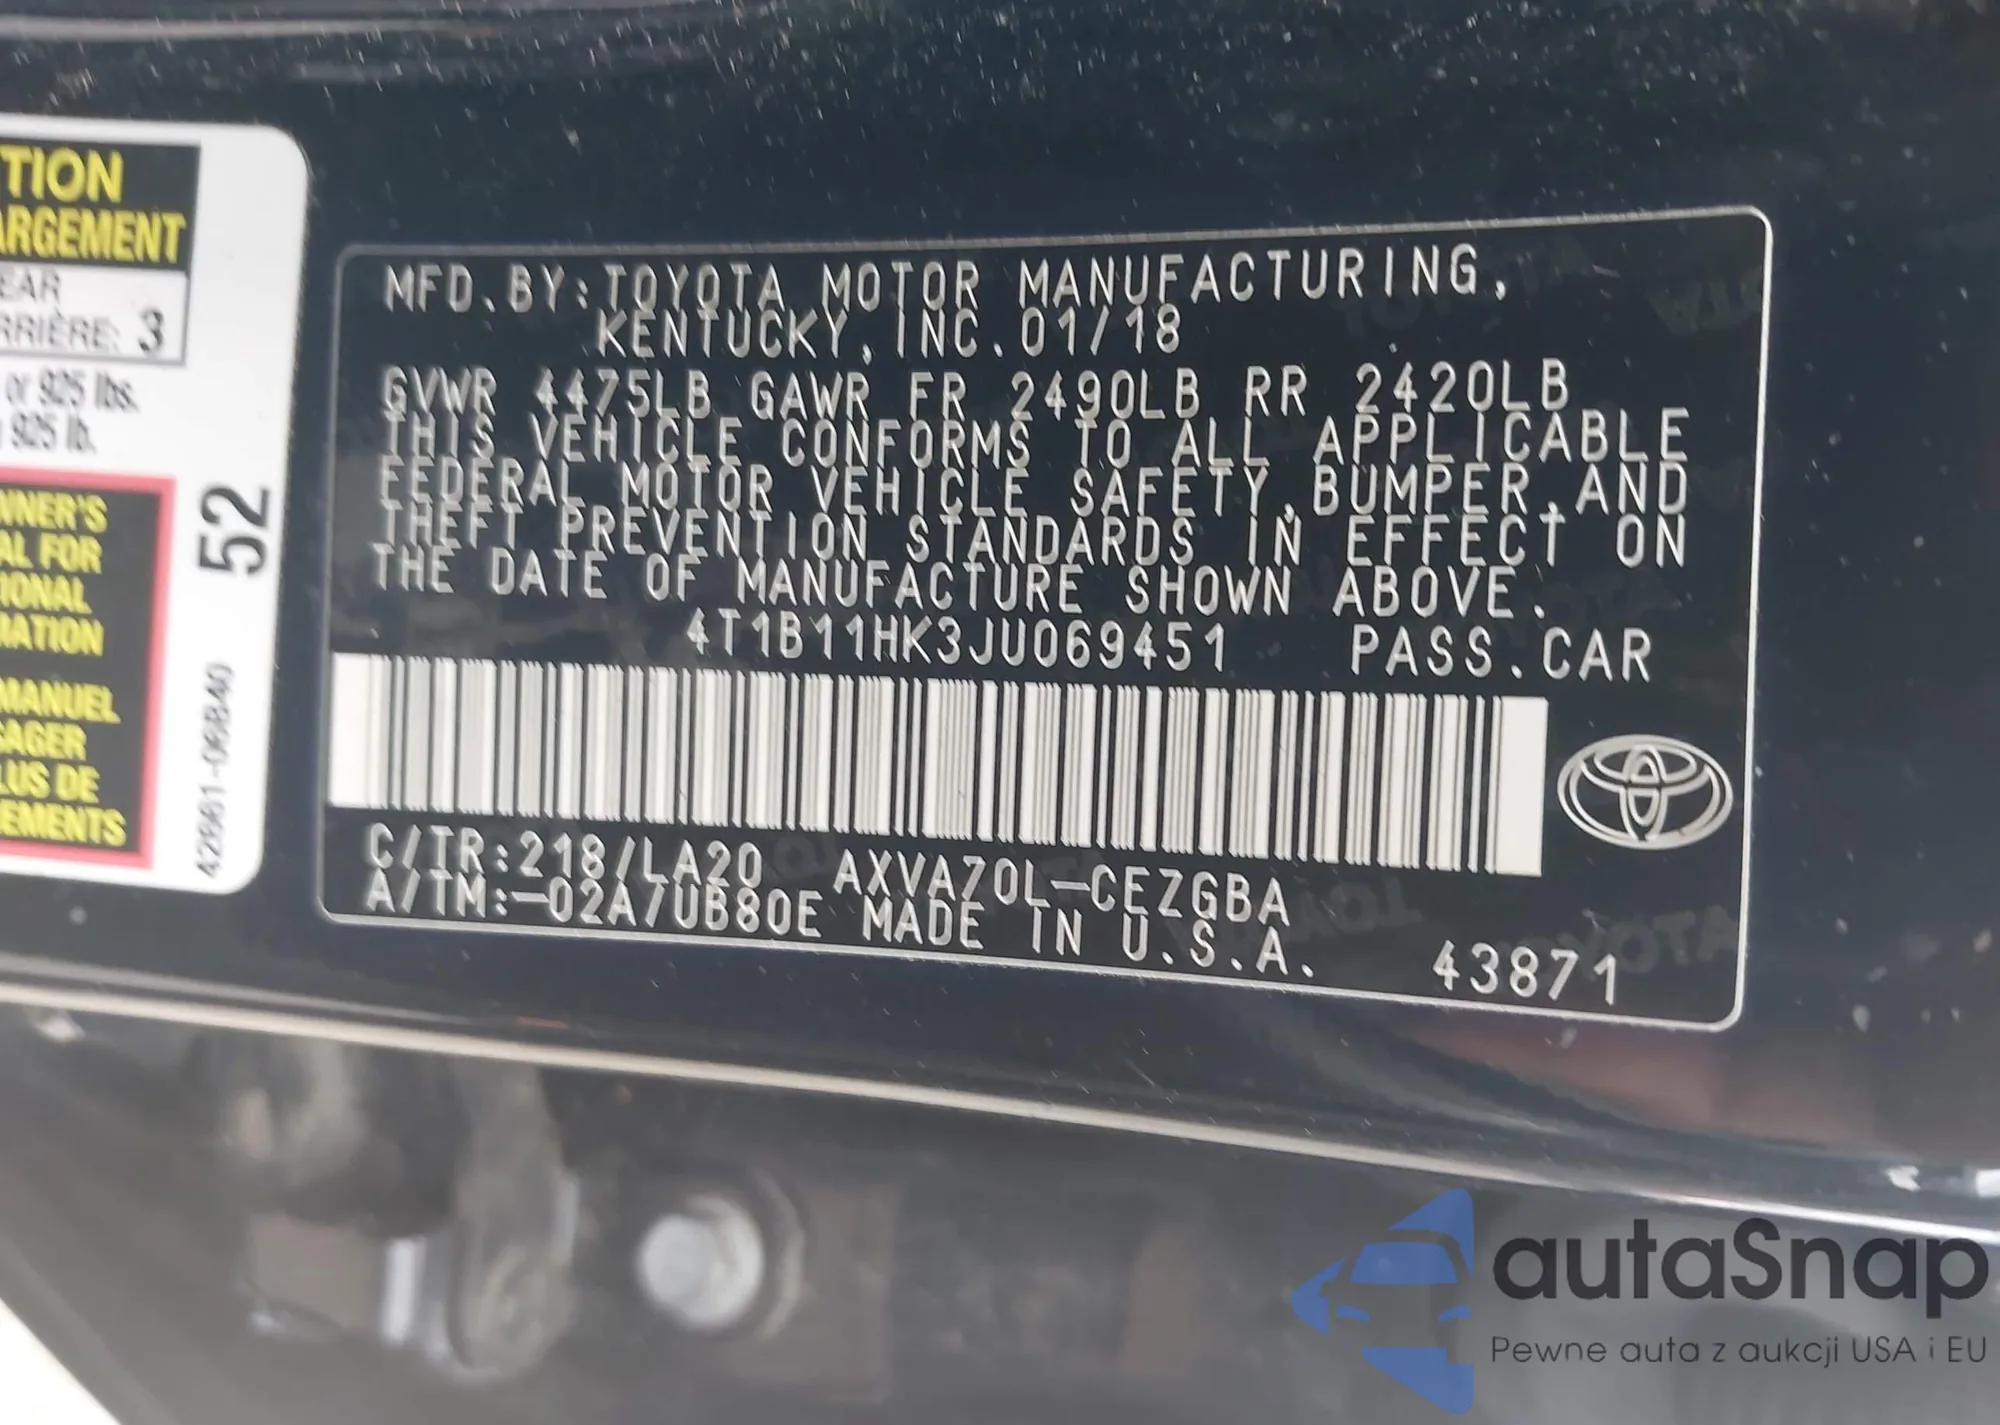 TION
ARGEMENT
EAR
RRIÈRE: 3
or 925 lbs.
925 lb.
WNER'S
AL FOR
TIONAL
MATION
MANUEL
SAGER
LUS DE
EMENTS
52
42661-06B40
MFD. BY: TOYOTA MOTOR MANUFACTURING,
KENTUCKY, INC. 01/18
GVWR 4475LB GAWR FR 2490LB RR 2420LB
THIS VEHICLE CONFORMS TO ALL APPLICABLE
FEDERAL MOTOR VEHICLE SAFETY, BUMPER, AND
THEFT PREVENTION STANDARDS IN EFFECT ON
THE DATE OF MANUFACTURE SHOWN ABOVE.
4T1B11HK3JU069451 PASS. CAR
C/TR:218/LA20 AXVA70L-CEZGBA
A/TM:-02A/UB80E MADE IN U.S.A. 43871
autaSnap
Pewne auta z aukcji USA i EU